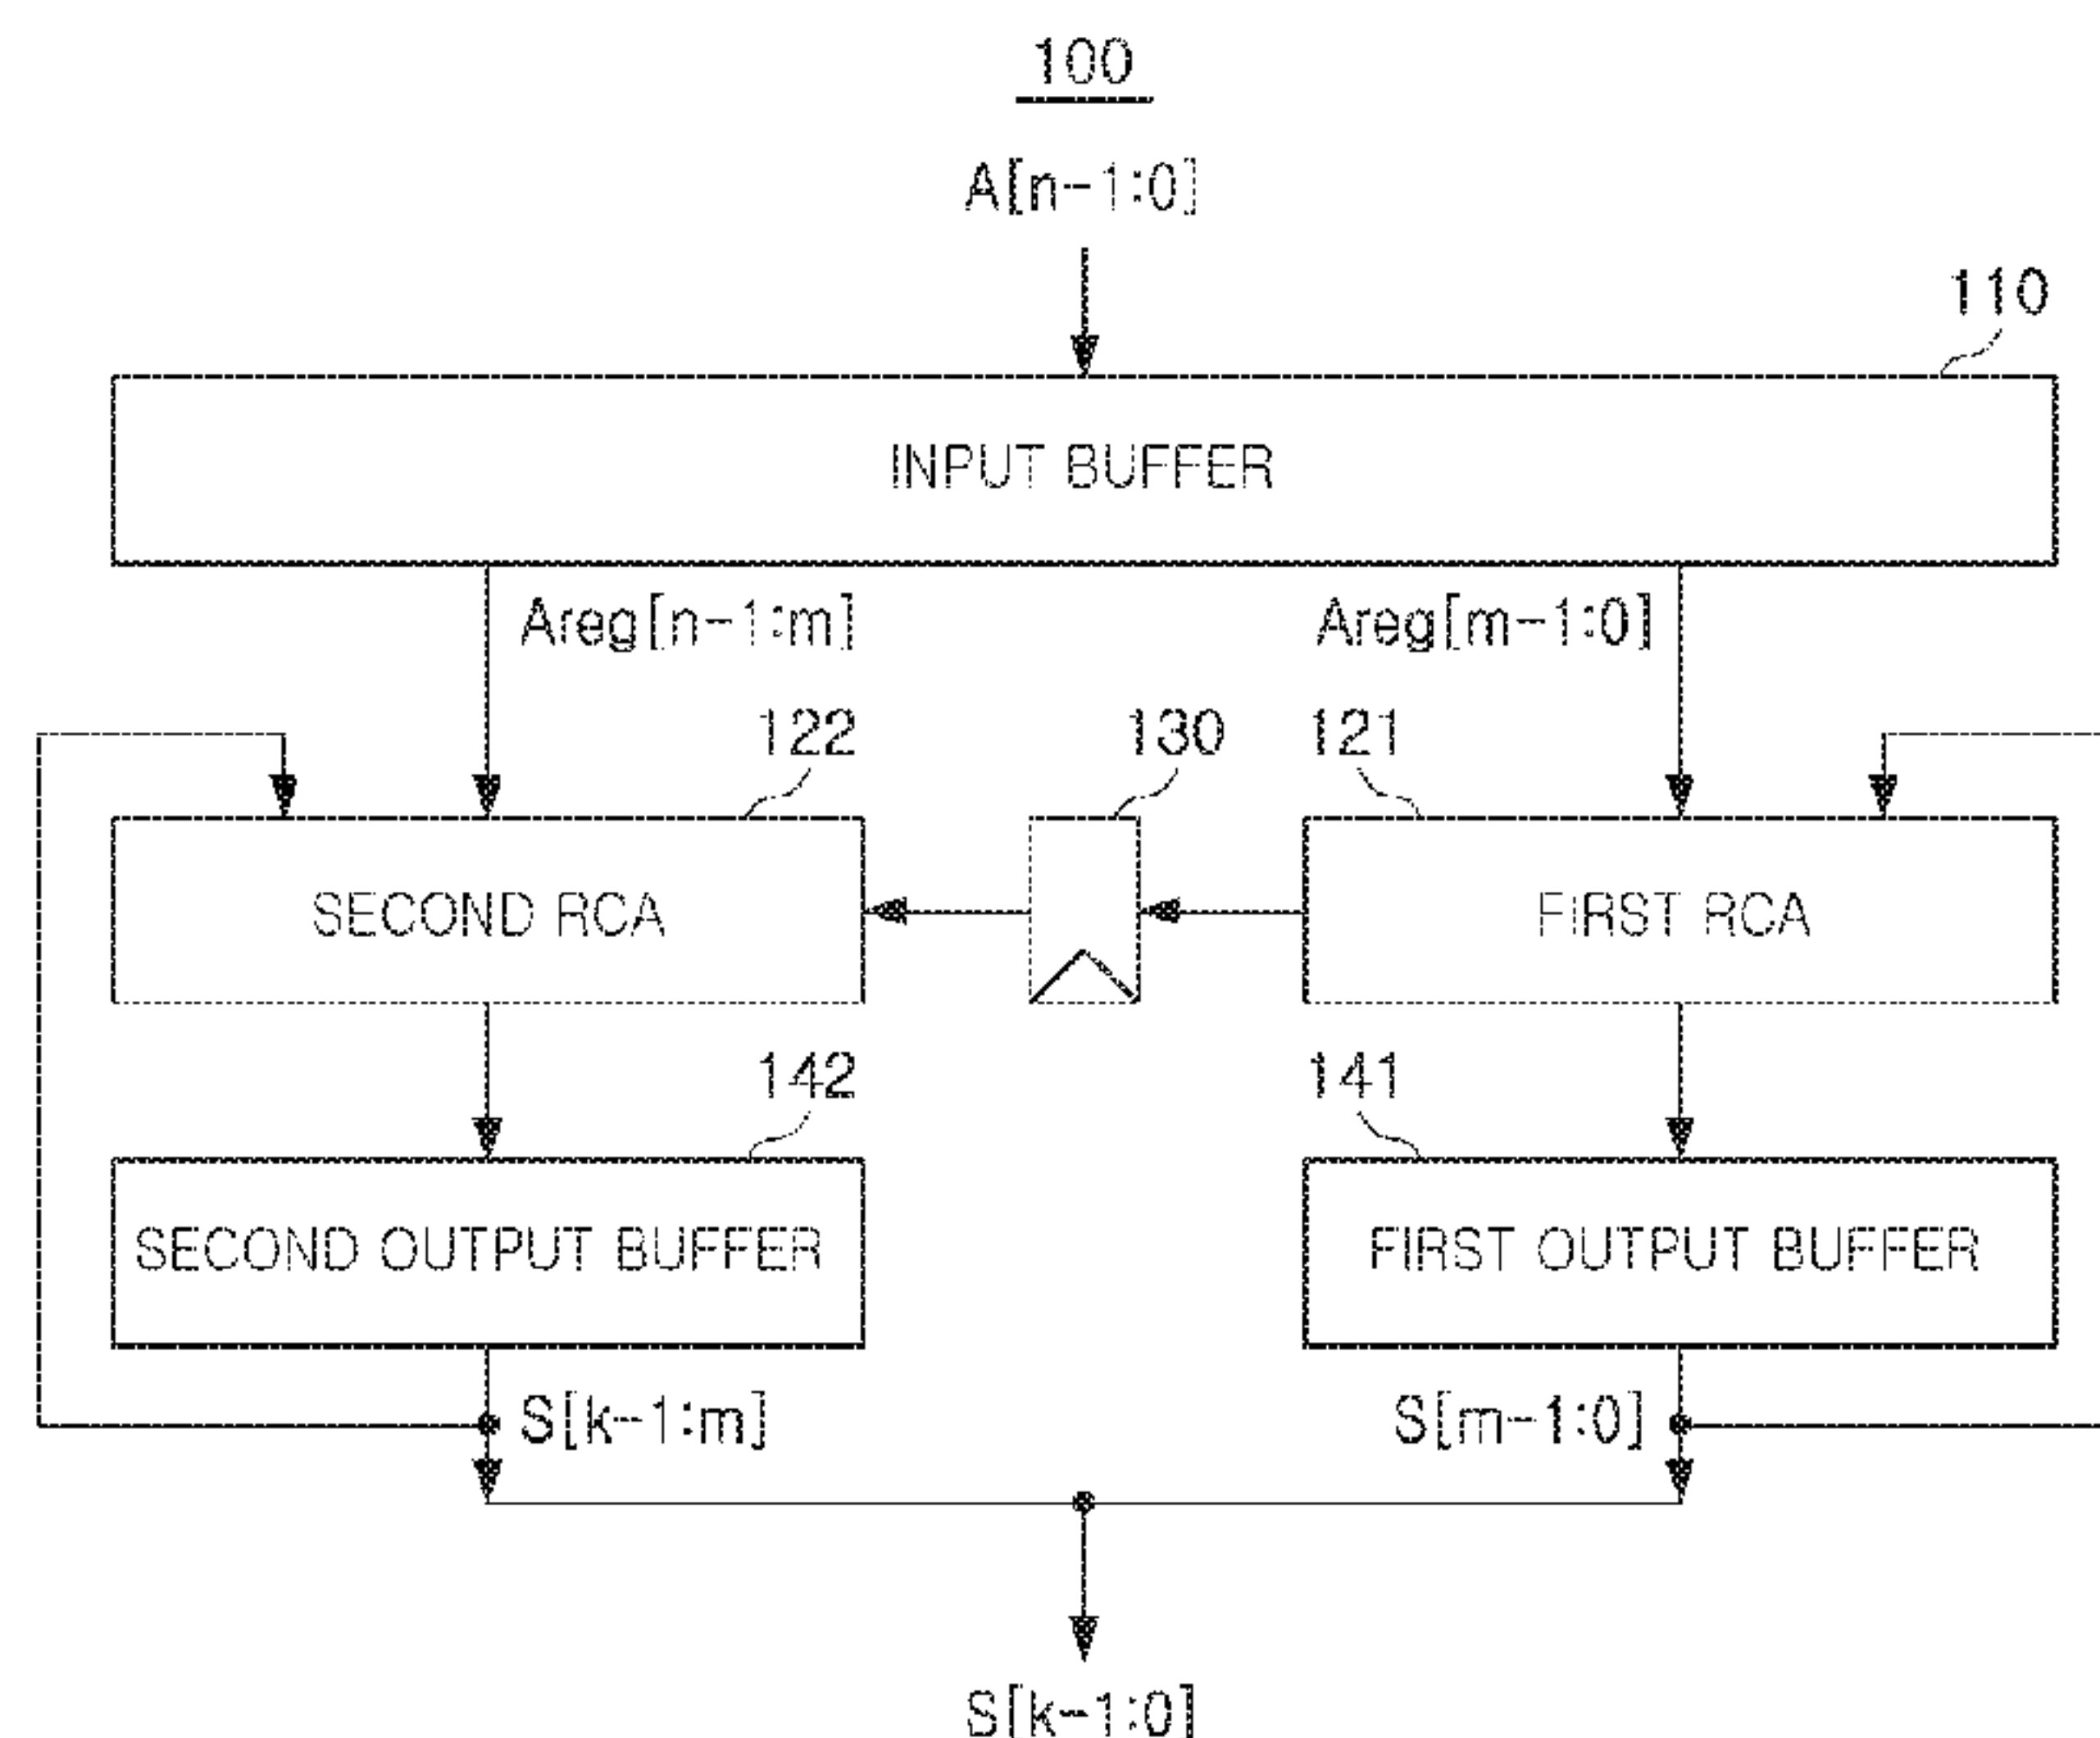 100
A[n-1:0]
110
INPUT BUFFER
Areg[n-1:m]
Areg[m-1:0]
122
130
121
SECOND RCA
FIRST RCA
142
141
SECOND OUTPUT BUFFER
FIRST OUTPUT BUFFER
S[k-1:m]
S[m-1:0]
S[k-1:0]